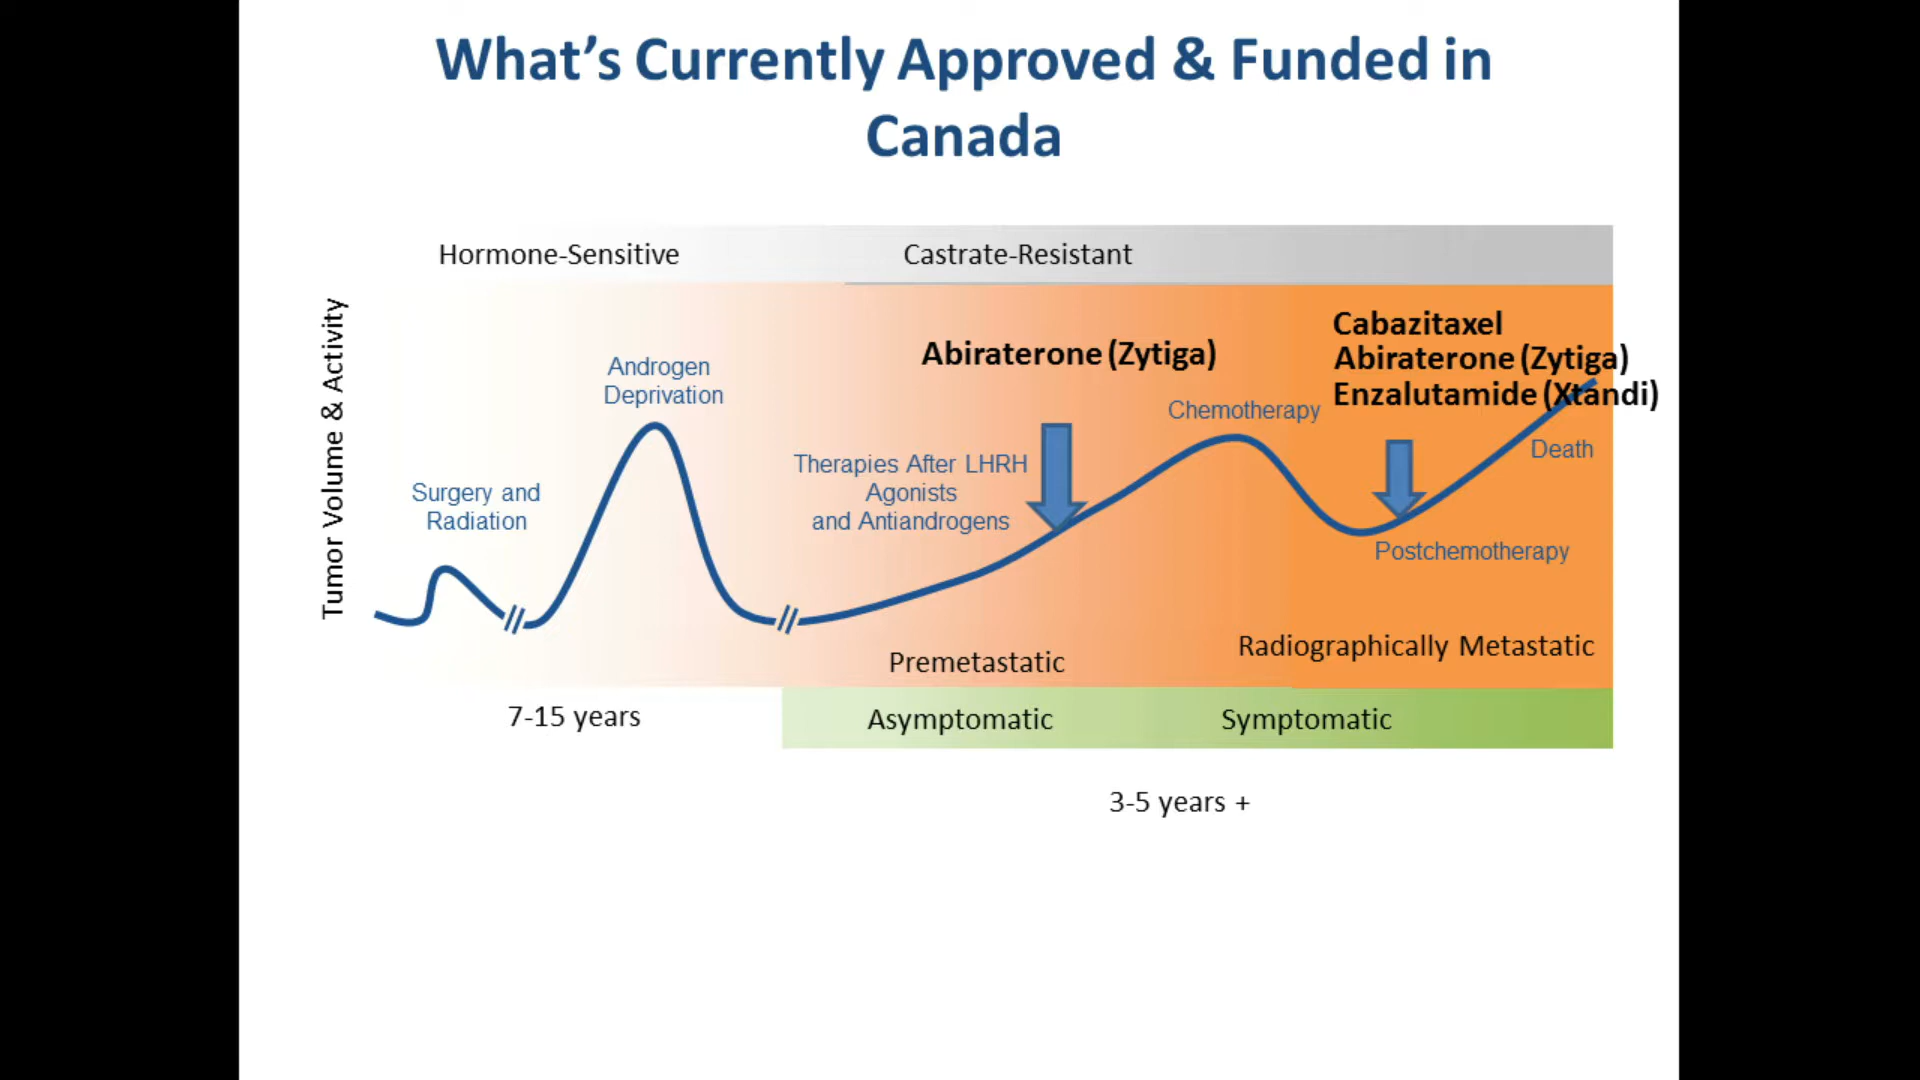 What's Currently Approved & Funded in
Canada
Hormone-Sensitive
Castrate-Resistant
Tumor Volume & Activity
Surgery and
Radiation
Androgen
Deprivation
Therapies After LHRH
Agonists
and Antiandrogens
Abiraterone (Zytiga)
Chemotherapy
Cabazitaxel
Abiraterone (Zytiga)
Enzalutamide (Xtandi)
Death
Postchemotherapy
Premetastatic
Radiographically Metastatic
7-15 years
Asymptomatic
Symptomatic
3-5 years +